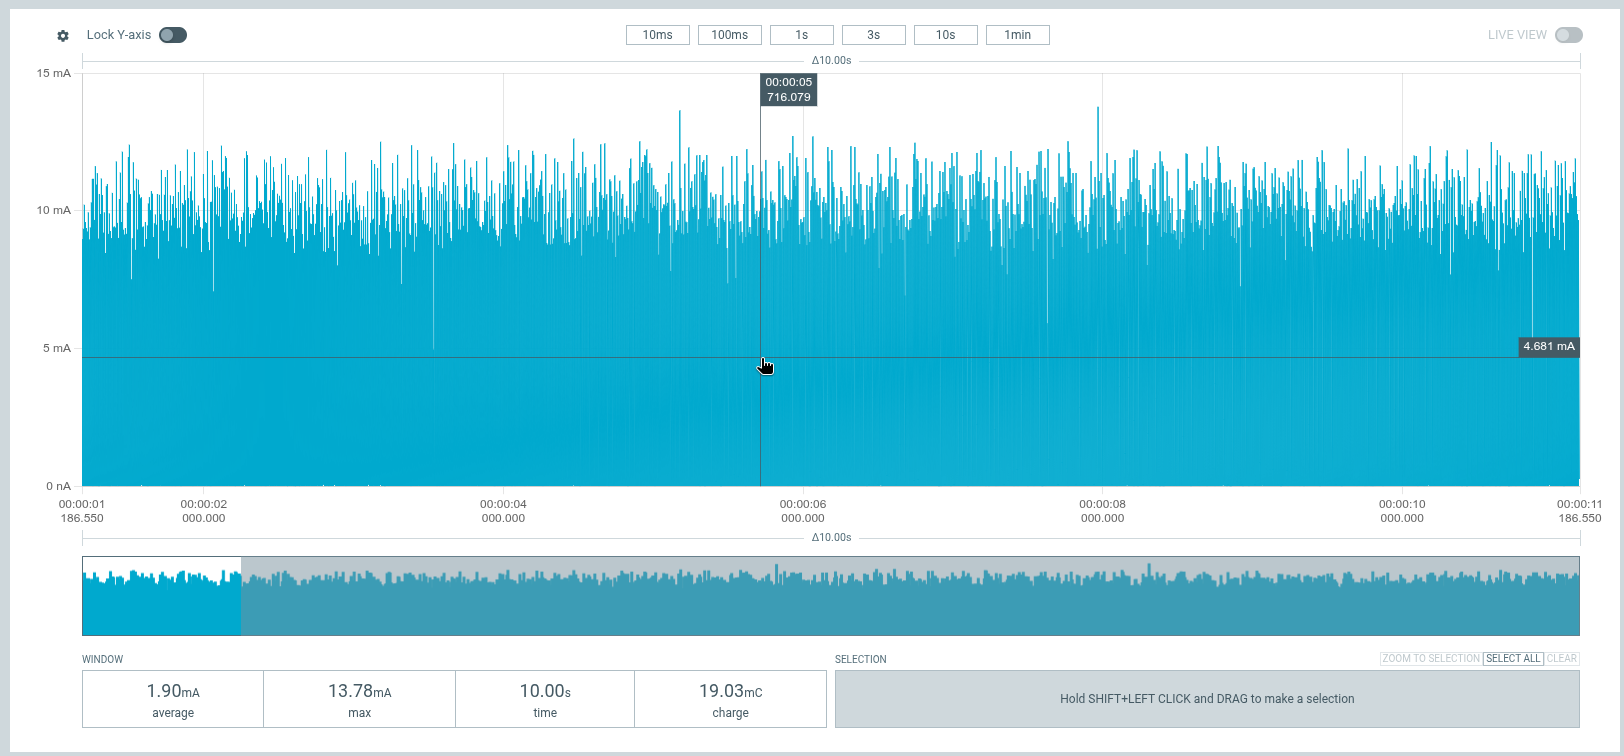 Lock Y-axis
10ms 100ms 1s 3s 10s 1min
LIVE VIEW
Δ10.00s
15 mA
00:00:05
716.079
10 mA
5 mA
4.681 mA
0 nA
00:00:01 00:00:02 00:00:04 00:00:06 00:00:08 00:00:10 00:00:11
186.550 000.000 000.000 000.000 000.000 000.000 186.550
Δ10.00s
WINDOW
1.90mA 13.78mA 10.00s 19.03mC
average max time charge
SELECTION
ZOOM TO SELECTION SELECT ALL CLEAR
Hold SHIFT+LEFT CLICK and DRAG to make a selection